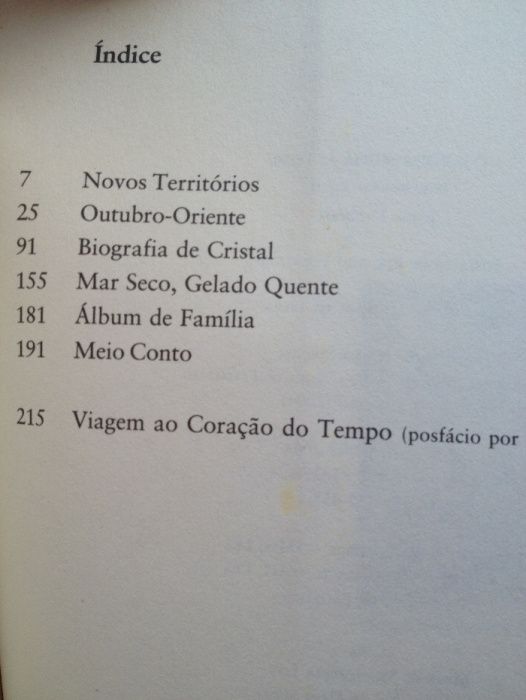 Índice
7 Novos Territórios
25 Outubro-Oriente
91 Biografia de Cristal
155 Mar Seco, Gelado Quente
181 Álbum de Família
191 Meio Conto
215 Viagem ao Coração do Tempo (posfácio por